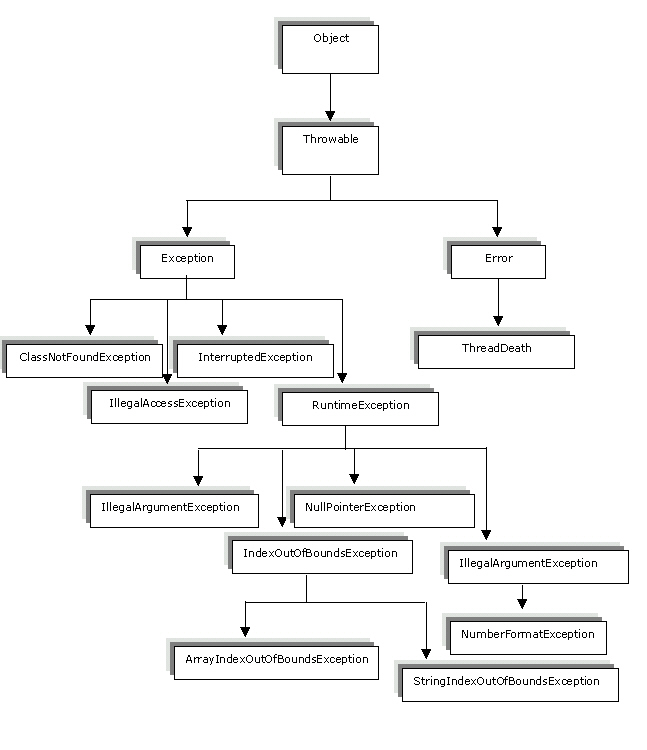 Object
Throwable
Exception
Error
ClassNotFoundException
InterruptedException
ThreadDeath
IllegalAccessException
RuntimeException
IllegalArgumentException
NullPointerException
IndexOutOfBoundsException
IllegalArgumentException
NumberFormatException
ArrayIndexOutOfBoundsException
StringIndexOutOfBoundsException